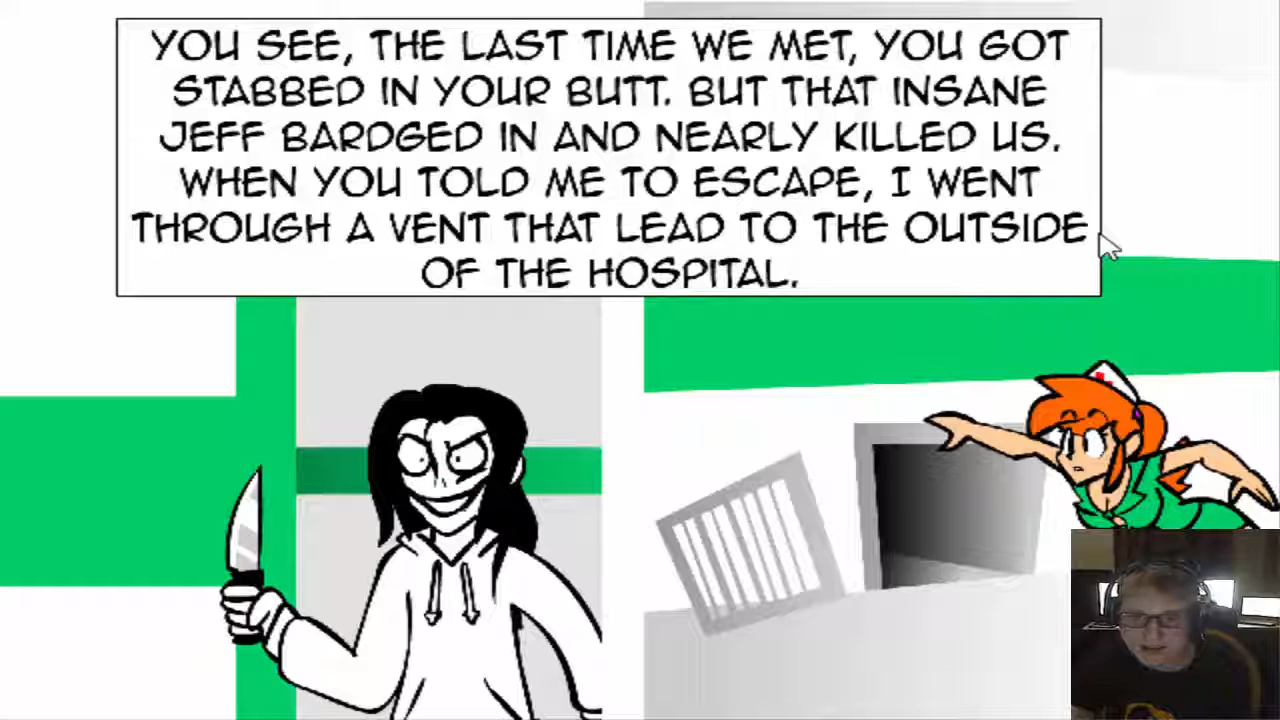 YOU SEE, THE LAST TIME WE MET, YOU GOT
STABBED IN YOUR BUTT. BUT THAT INSANE
JEFF BARDGED IN AND NEARLY KILLED US.
WHEN YOU TOLD ME TO ESCAPE, I WENT
THROUGH A VENT THAT LEAD TO THE OUTSIDE
OF THE HOSPITAL.